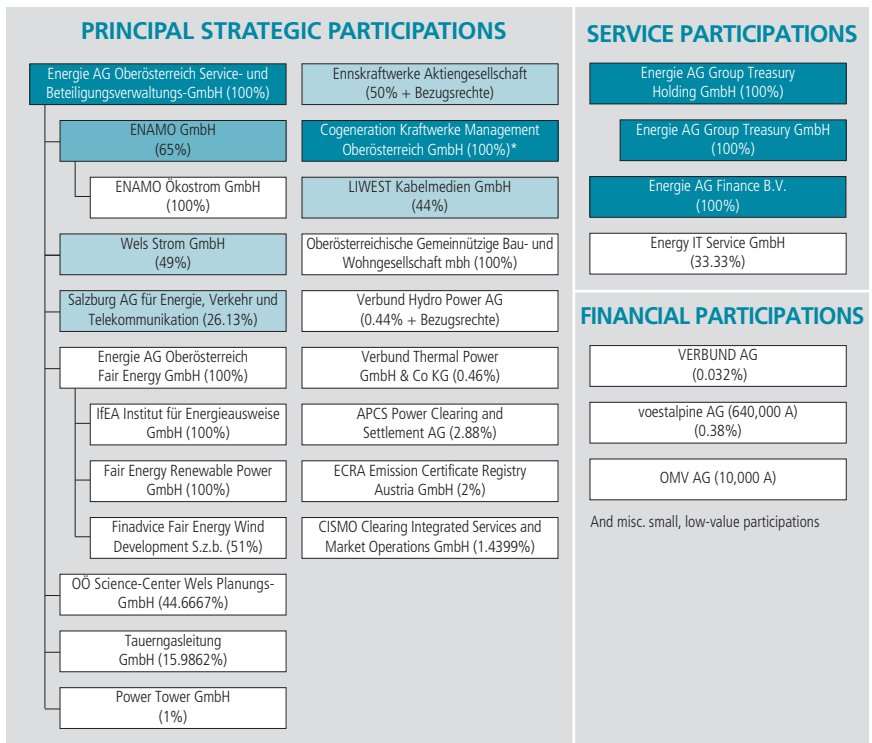 PRINCIPAL STRATEGIC PARTICIPATIONS
Energie AG Oberösterreich Service- und
Beteiligungsverwaltungs-GmbH (100%)
ENAMO GmbH
(65%)
ENAMO Ökostrom GmbH
(100%)
Wels Strom GmbH
(49%)
Salzburg AG für Energie, Verkehr und
Telekommunikation (26.13%)
Energie AG Oberösterreich
Fair Energy GmbH (100%)
IfEA Institut für Energieausweise
GmbH (100%)
Fair Energy Renewable Power
GmbH (100%)
Finadvice Fair Energy Wind
Development S.z.b. (51%)
OÖ Science-Center Wels Planungs-
GmbH (44.6667%)
Tauerngasleitung
GmbH (15.9862%)
Power Tower GmbH
(1%)
Ennskraftwerke Aktiengesellschaft
(50% + Bezugsrechte)
Cogeneration Kraftwerke Management
Oberösterreich GmbH (100%)*
LIWEST Kabelmedien GmbH
(44%)
Oberösterreichische Gemeinnützige Bau- und
Wohngesellschaft mbh (100%)
Verbund Hydro Power AG
(0.44% + Bezugsrechte)
Verbund Thermal Power
GmbH & Co KG (0.46%)
APCS Power Clearing and
Settlement AG (2.88%)
ECRA Emission Certificate Registry
Austria GmbH (2%)
CISMO Clearing Integrated Services and
Market Operations GmbH (1.4399%)
SERVICE PARTICIPATIONS
Energie AG Group Treasury
Holding GmbH (100%)
Energie AG Group Treasury GmbH
(100%)
Energie AG Finance B.V.
(100%)
Energy IT Service GmbH
(33.33%)
FINANCIAL PARTICIPATIONS
VERBUND AG
(0.032%)
voestalpine AG (640,000 A)
(0.38%)
OMV AG (10,000 A)
And misc. small, low-value participations